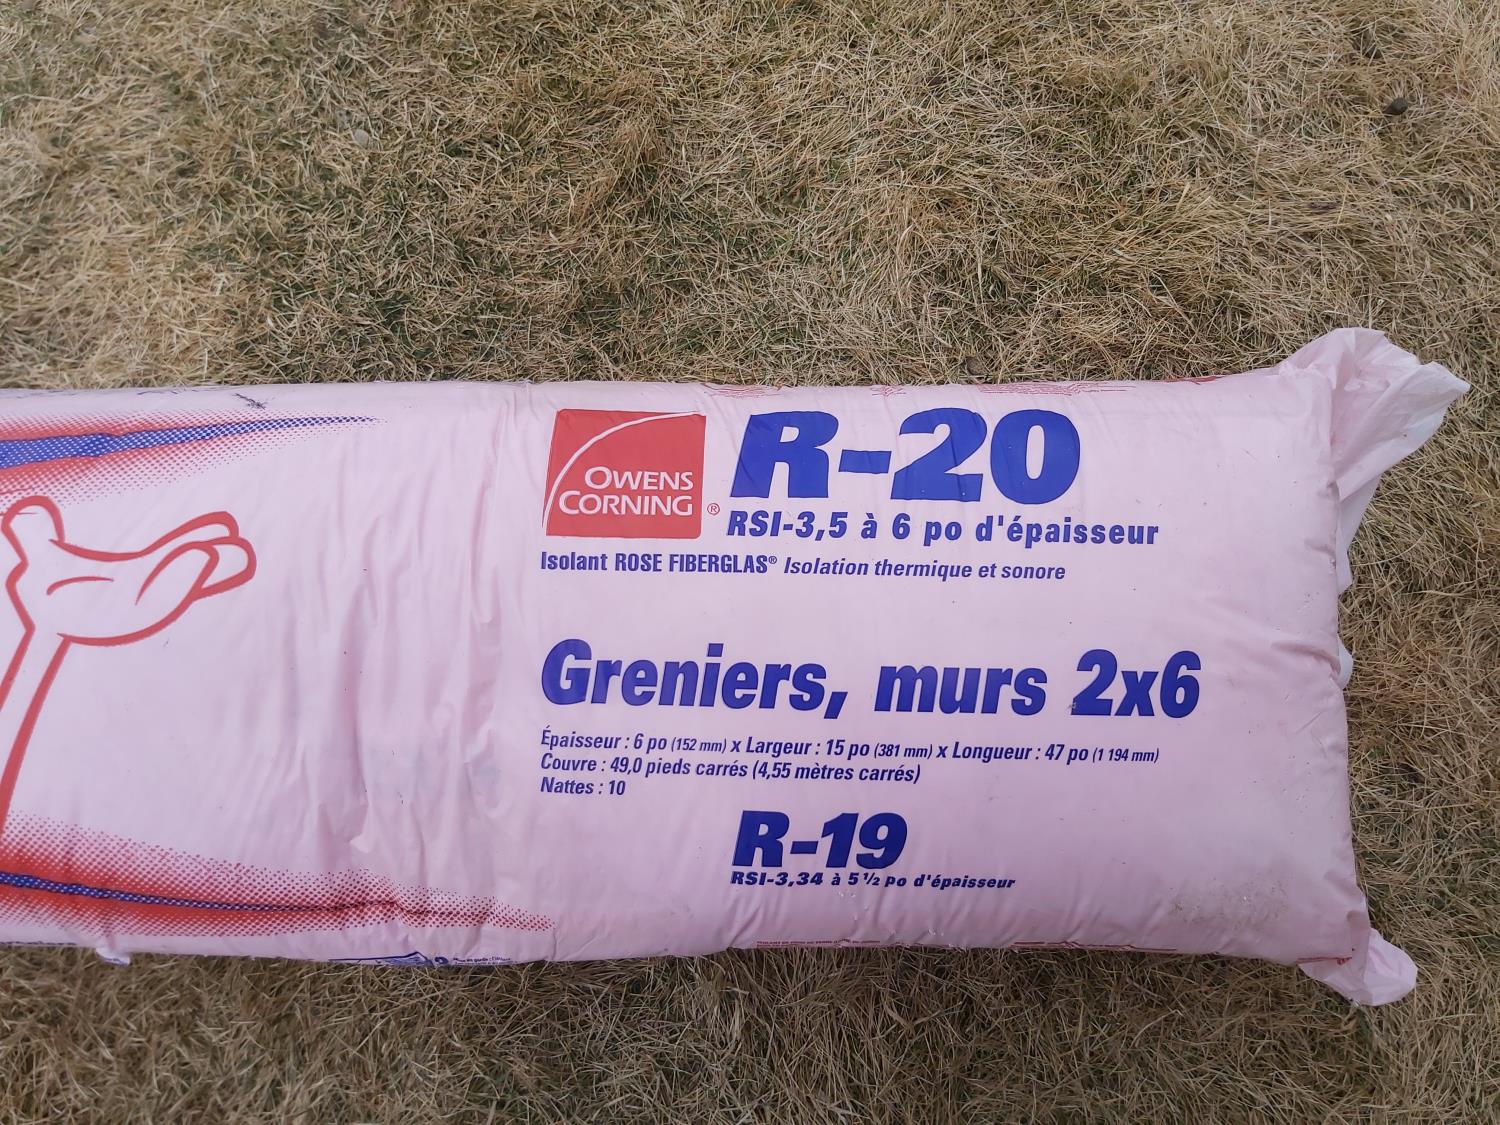 OWENS
CORNING ®
R-20
RSI-3,5 à 6 po d'épaisseur
Isolant ROSE FIBERGLAS® Isolation thermique et sonore
Greniers, murs 2x6
Épaisseur : 6 po (152 mm) x Largeur : 15 po (381 mm) x Longueur : 47 po (1 194 mm)
Couvre : 49,0 pieds carrés (4,55 mètres carrés)
Nattes : 10
R-19
RSI-3,34 à 5 1/2 po d'épaisseur